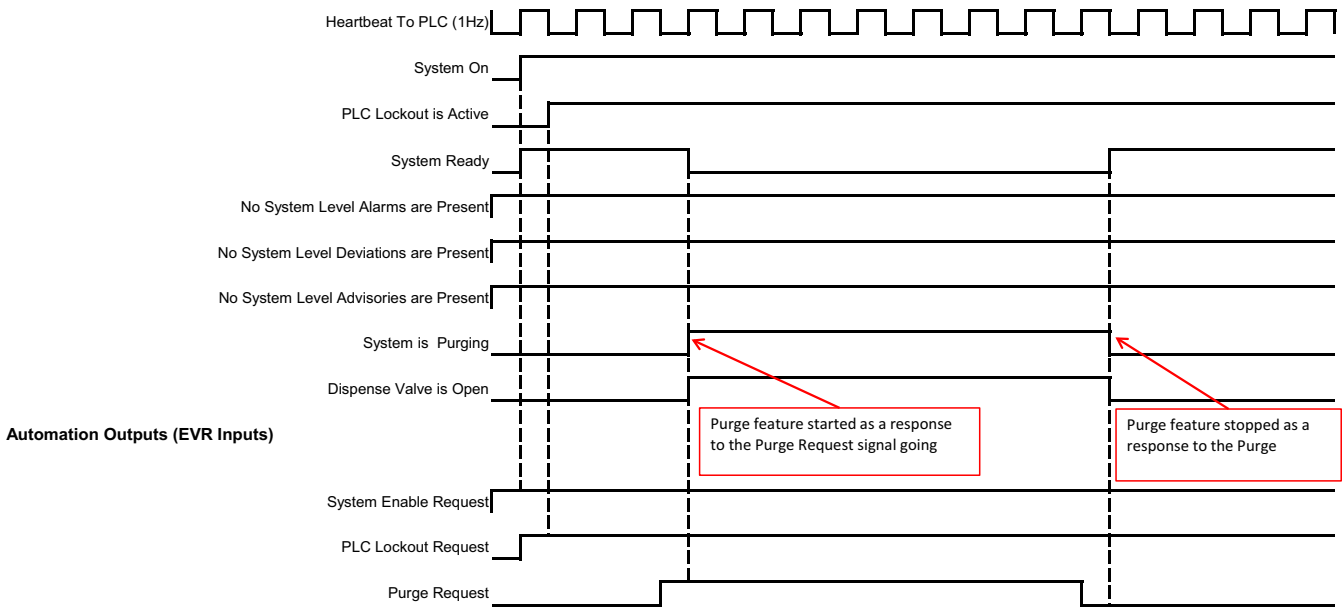 Heartbeat To PLC (1Hz)
System On
PLC Lockout is Active
System Ready
No System Level Alarms are Present
No System Level Deviations are Present
No System Level Advisories are Present
System is Purging
Dispense Valve is Open
Purge feature started as a response
to the Purge Request signal going
Purge feature stopped as a
response to the Purge
Automation Outputs (EVR Inputs)
System Enable Request
PLC Lockout Request
Purge Request